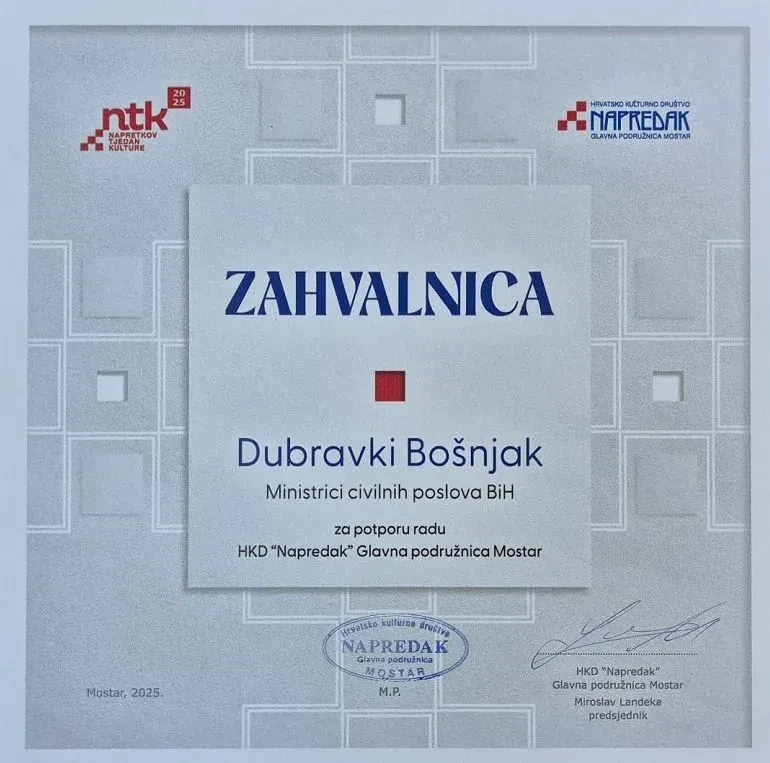 ntk
20
25
NAPRETKOV
TJEDAN
KULTURE
HRVATSKO KULTURNO DRUŠTVO
NAPREDAK
GLAVNA PODRUŽNICA MOSTAR
ZAHVALNICA
Dubravki Bošnjak
Ministrici civilnih poslova BiH
za potporu radu
HKD “Napredak” Glavna podružnica Mostar
Hrvatsko kulturno društvo
NAPREDAK
Glavna podružnica
MOSTAR
M.P.
Mostar, 2025.
HKD “Napredak”
Glavna podružnica Mostar
Miroslav Landeka
predsjednik